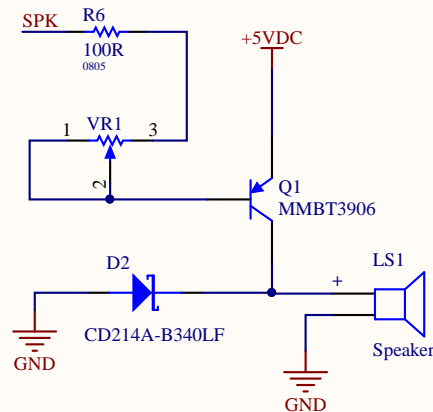 SPK
R6
100R
0805
+5VDC
1
VR1
3
2
Q1
MMBT3906
D2
CD214A-B340LF
GND
+
LS1
Speaker
GND